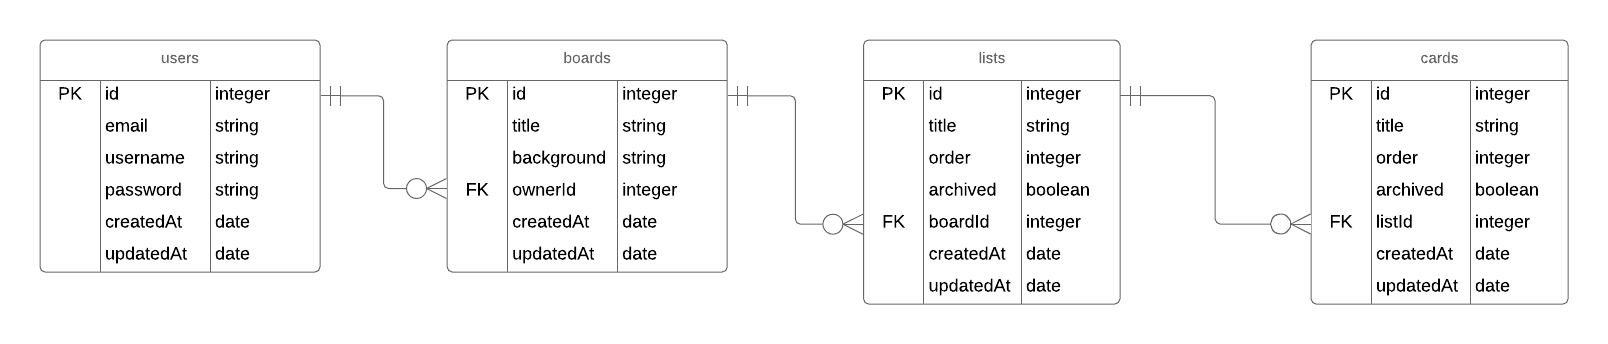 users
PK id integer
email string
username string
password string
createdAt date
updatedAt date
boards
PK id integer
title string
background string
FK ownerId integer
createdAt date
updatedAt date
lists
PK id integer
title string
order integer
archived boolean
FK boardId integer
createdAt date
updatedAt date
cards
PK id integer
title string
order integer
archived boolean
FK listId integer
createdAt date
updatedAt date